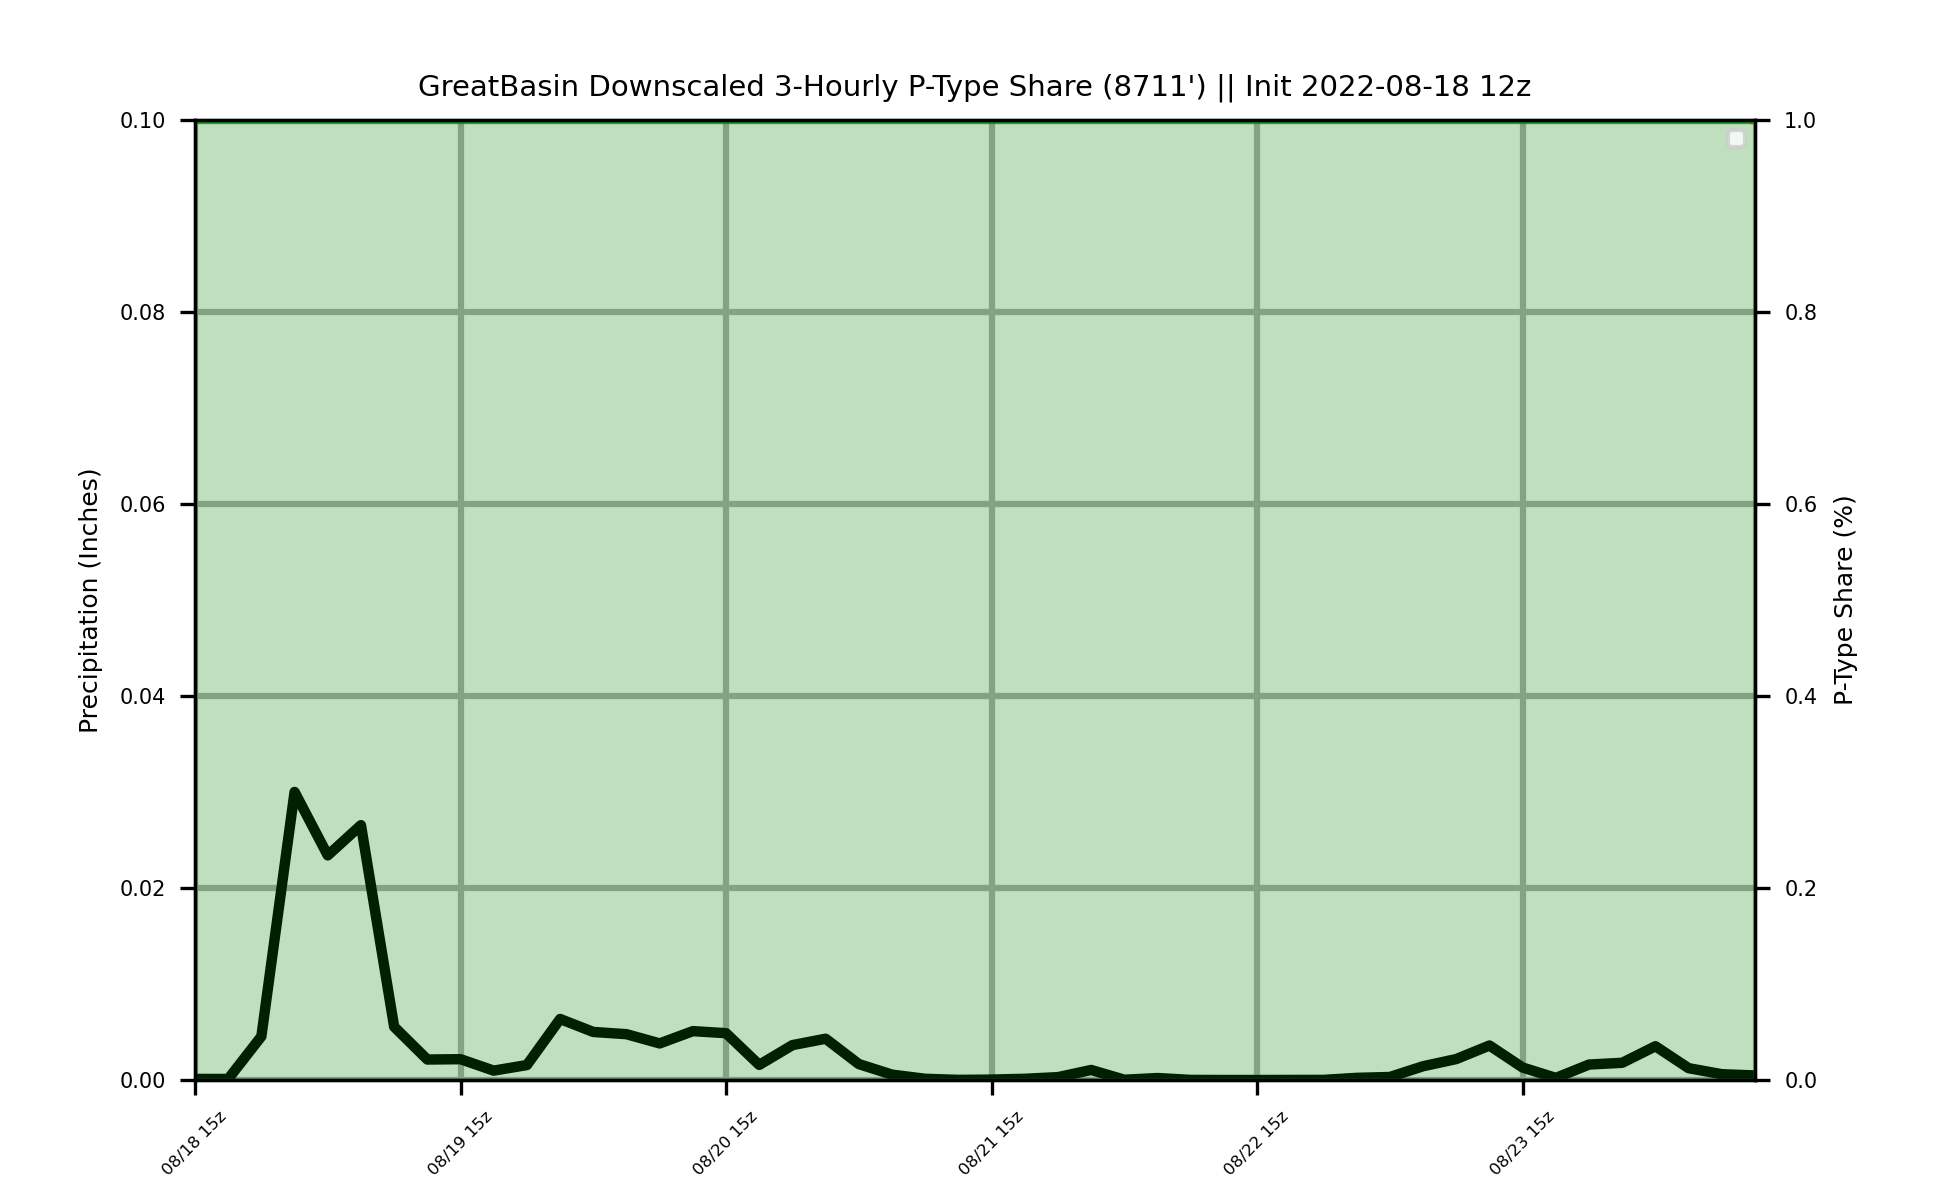 GreatBasin Downscaled 3-Hourly P-Type Share (8711') || Init 2022-08-18 12z
Precipitation (Inches)
0.10
0.08
0.06
0.04
0.02
0.00
1.0
0.8
0.6
0.4
0.2
0.0
P-Type Share (%)
08/18 15z
08/19 15z
08/20 15z
08/21 15z
08/22 15z
08/23 15z